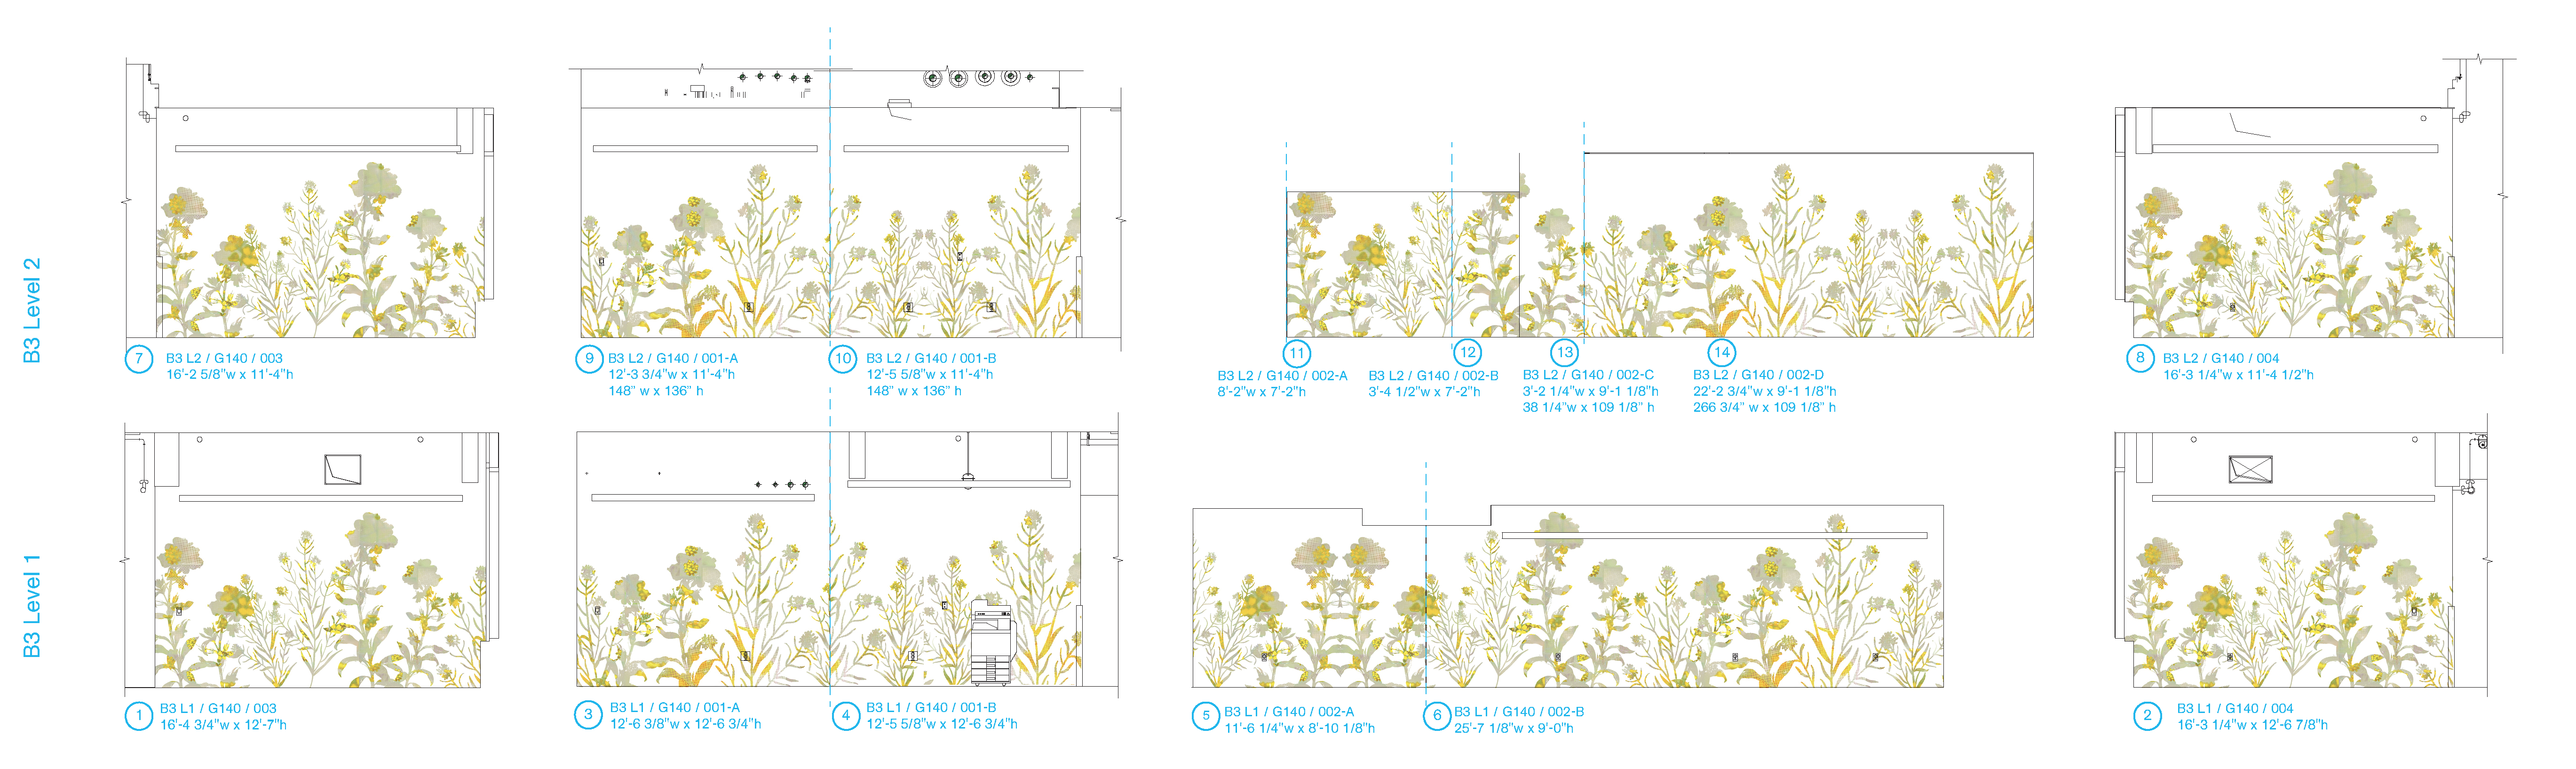 B3 Level 2
7
B3 L2 / G140 / 003
16'-2 5/8"w x 11'-4"h
9
B3 L2 / G140 / 001-A
12'-3 3/4"w x 11'-4"h
148" w x 136" h
10
B3 L2 / G140 / 001-B
12'-5 5/8"w x 11'-4"h
148" w x 136" h
11
B3 L2 / G140 / 002-A
8'-2"w x 7'-2"h
12
B3 L2 / G140 / 002-B
3'-4 1/2"w x 7'-2"h
13
B3 L2 / G140 / 002-C
3'-2 1/4"w x 9'-1 1/8"h
38 1/4"w x 109 1/8" h
14
B3 L2 / G140 / 002-D
22'-2 3/4"w x 9'-1 1/8"h
266 3/4" w x 109 1/8" h
8
B3 L2 / G140 / 004
16'-3 1/4"w x 11'-4 1/2"h
B3 Level 1
1
B3 L1 / G140 / 003
16'-4 3/4"w x 12'-7"h
3
B3 L1 / G140 / 001-A
12'-6 3/8"w x 12'-6 3/4"h
4
B3 L1 / G140 / 001-B
12'-5 5/8"w x 12'-6 3/4"h
5
B3 L1 / G140 / 002-A
11'-6 1/4"w x 8'-10 1/8"h
6
B3 L1 / G140 / 002-B
25'-7 1/8"w x 9'-0"h
2
B3 L1 / G140 / 004
16'-3 1/4"w x 12'-6 7/8"h